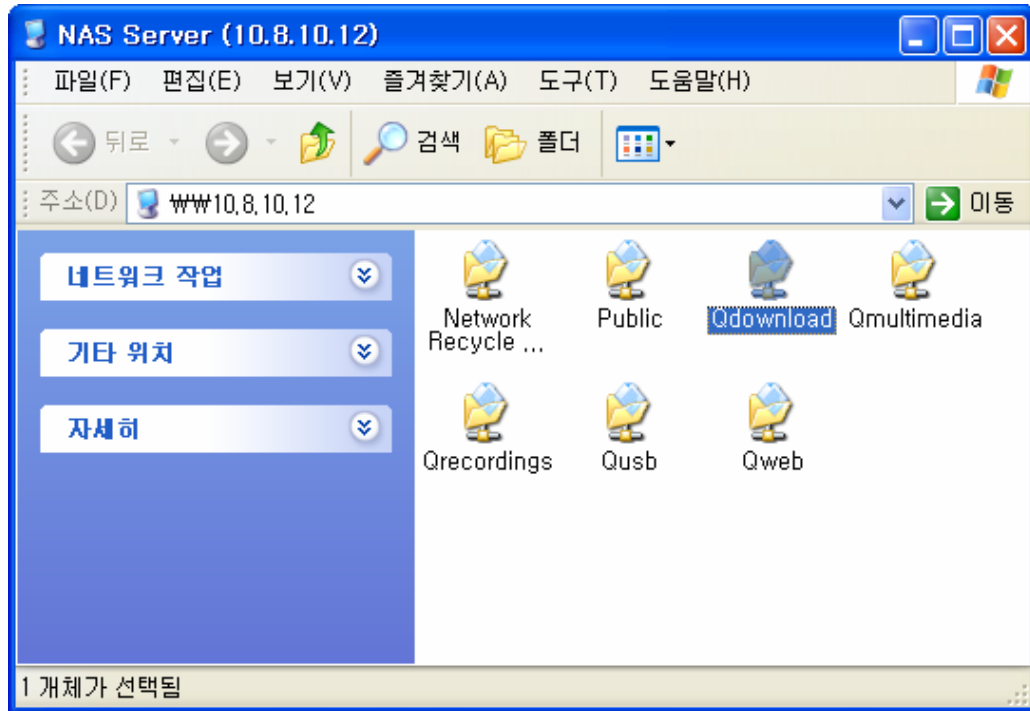 NAS Server (10.8.10.12)
파일(F) 편집(E) 보기(V) 즐겨찾기(A) 도구(T) 도움말(H)
뒤로 검색 폴더
주소(D) ₩₩10,8,10,12 이동
네트워크 작업
기타 위치
자세히
Network Recycle ...
Public
Qdownload
Qmultimedia
Qrecordings
Qusb
Qweb
1 개체가 선택됨